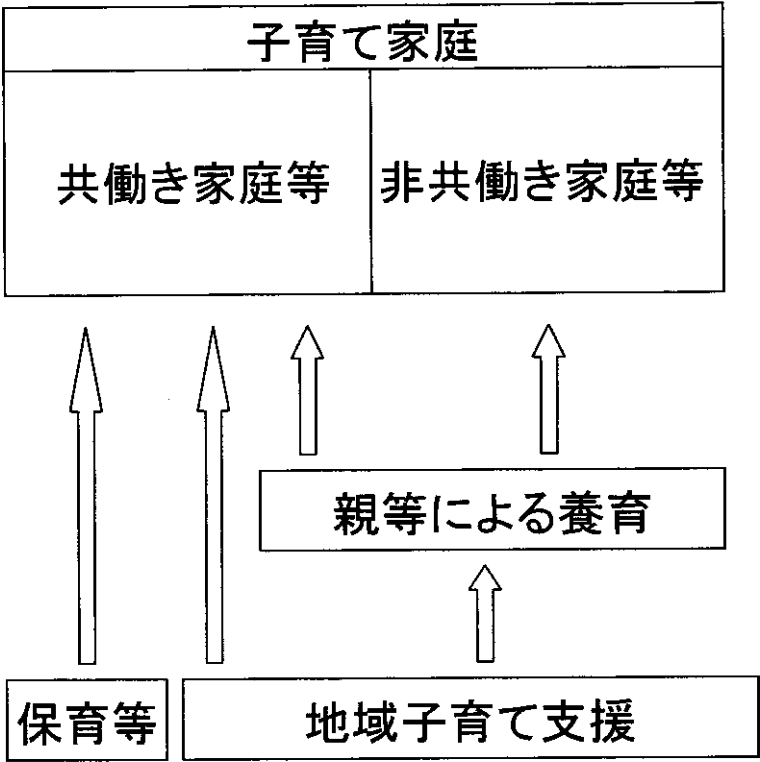 子育て家庭
共働き家庭等
非共働き家庭等
親等による養育
保育等
地域子育て支援